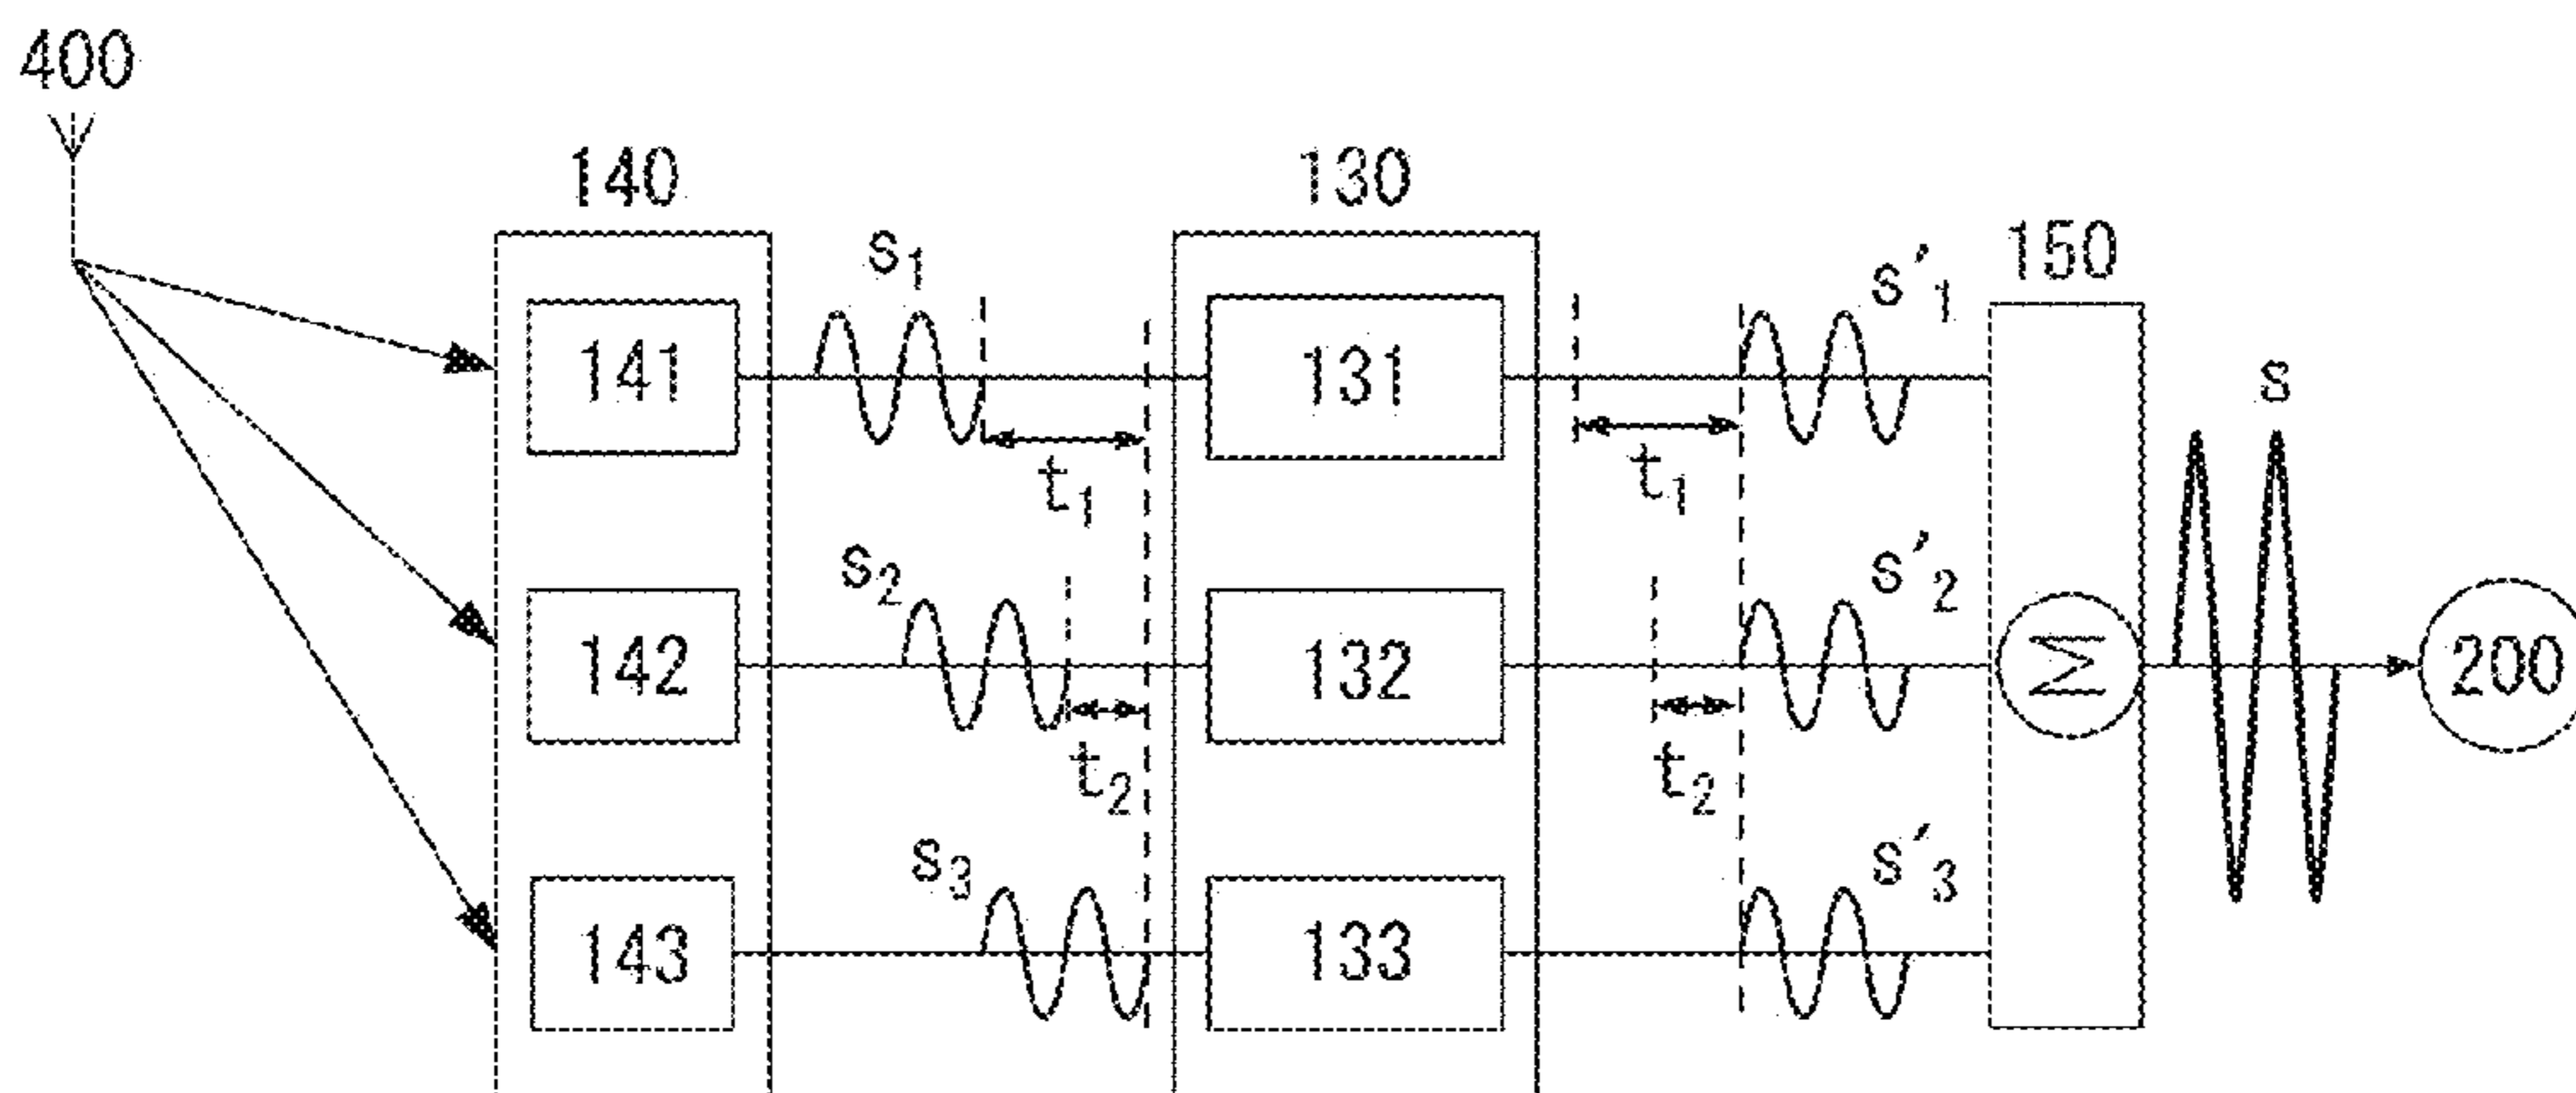 400
140
130
150
s₁
s'₁
141
131
t₁
t₁
s
s₂
s'₂
142
132
Σ
200
t₂
t₂
s₃
s'₃
143
133